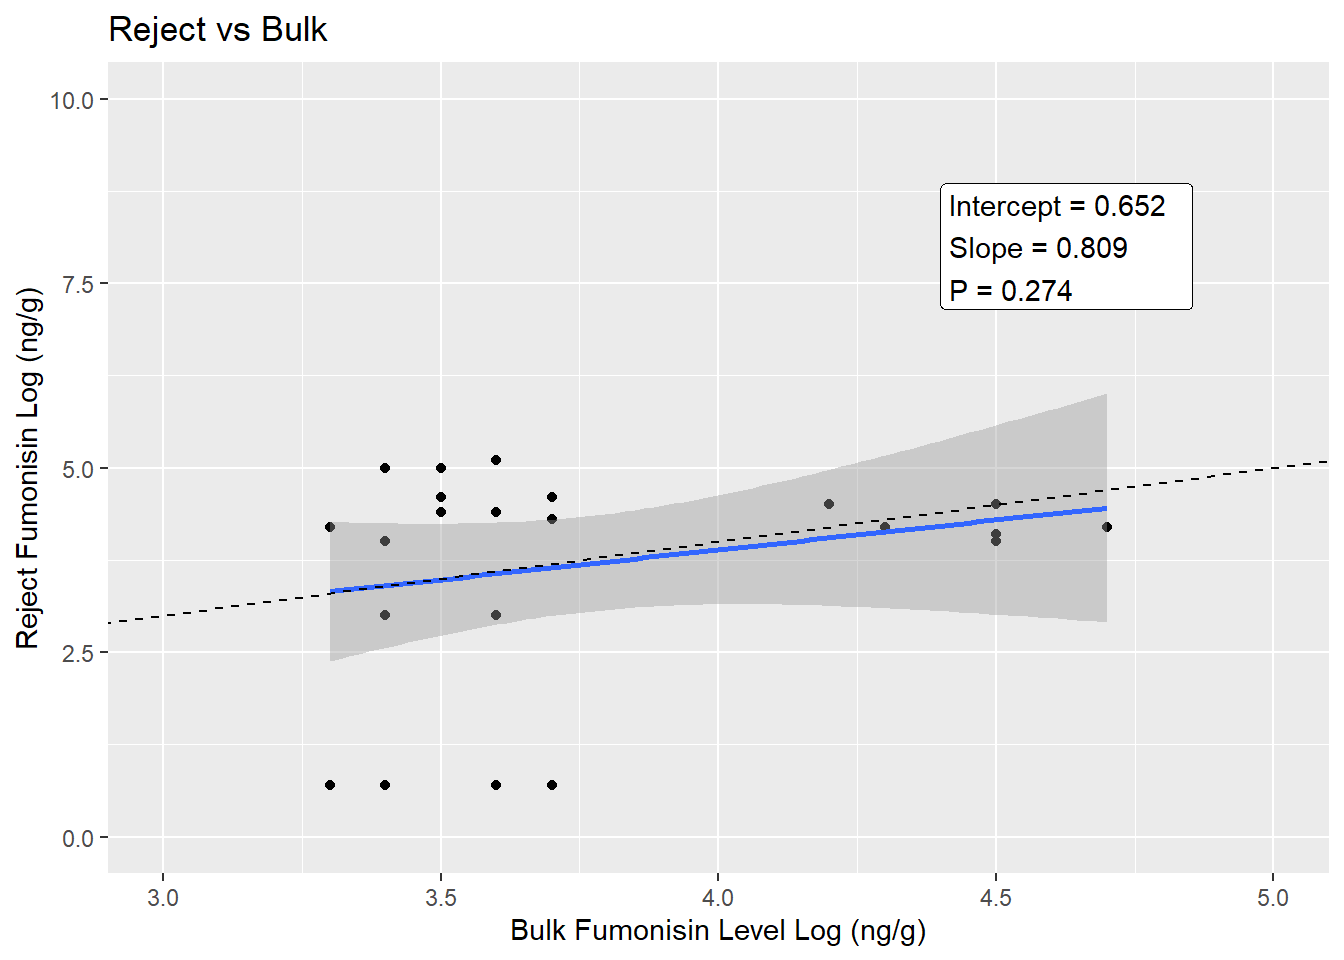 Reject vs Bulk
10.0
7.5
5.0
2.5
0.0
Reject Fumonisin Log (ng/g)
Intercept = 0.652
Slope = 0.809
P = 0.274
3.0 3.5 4.0 4.5 5.0
Bulk Fumonisin Level Log (ng/g)